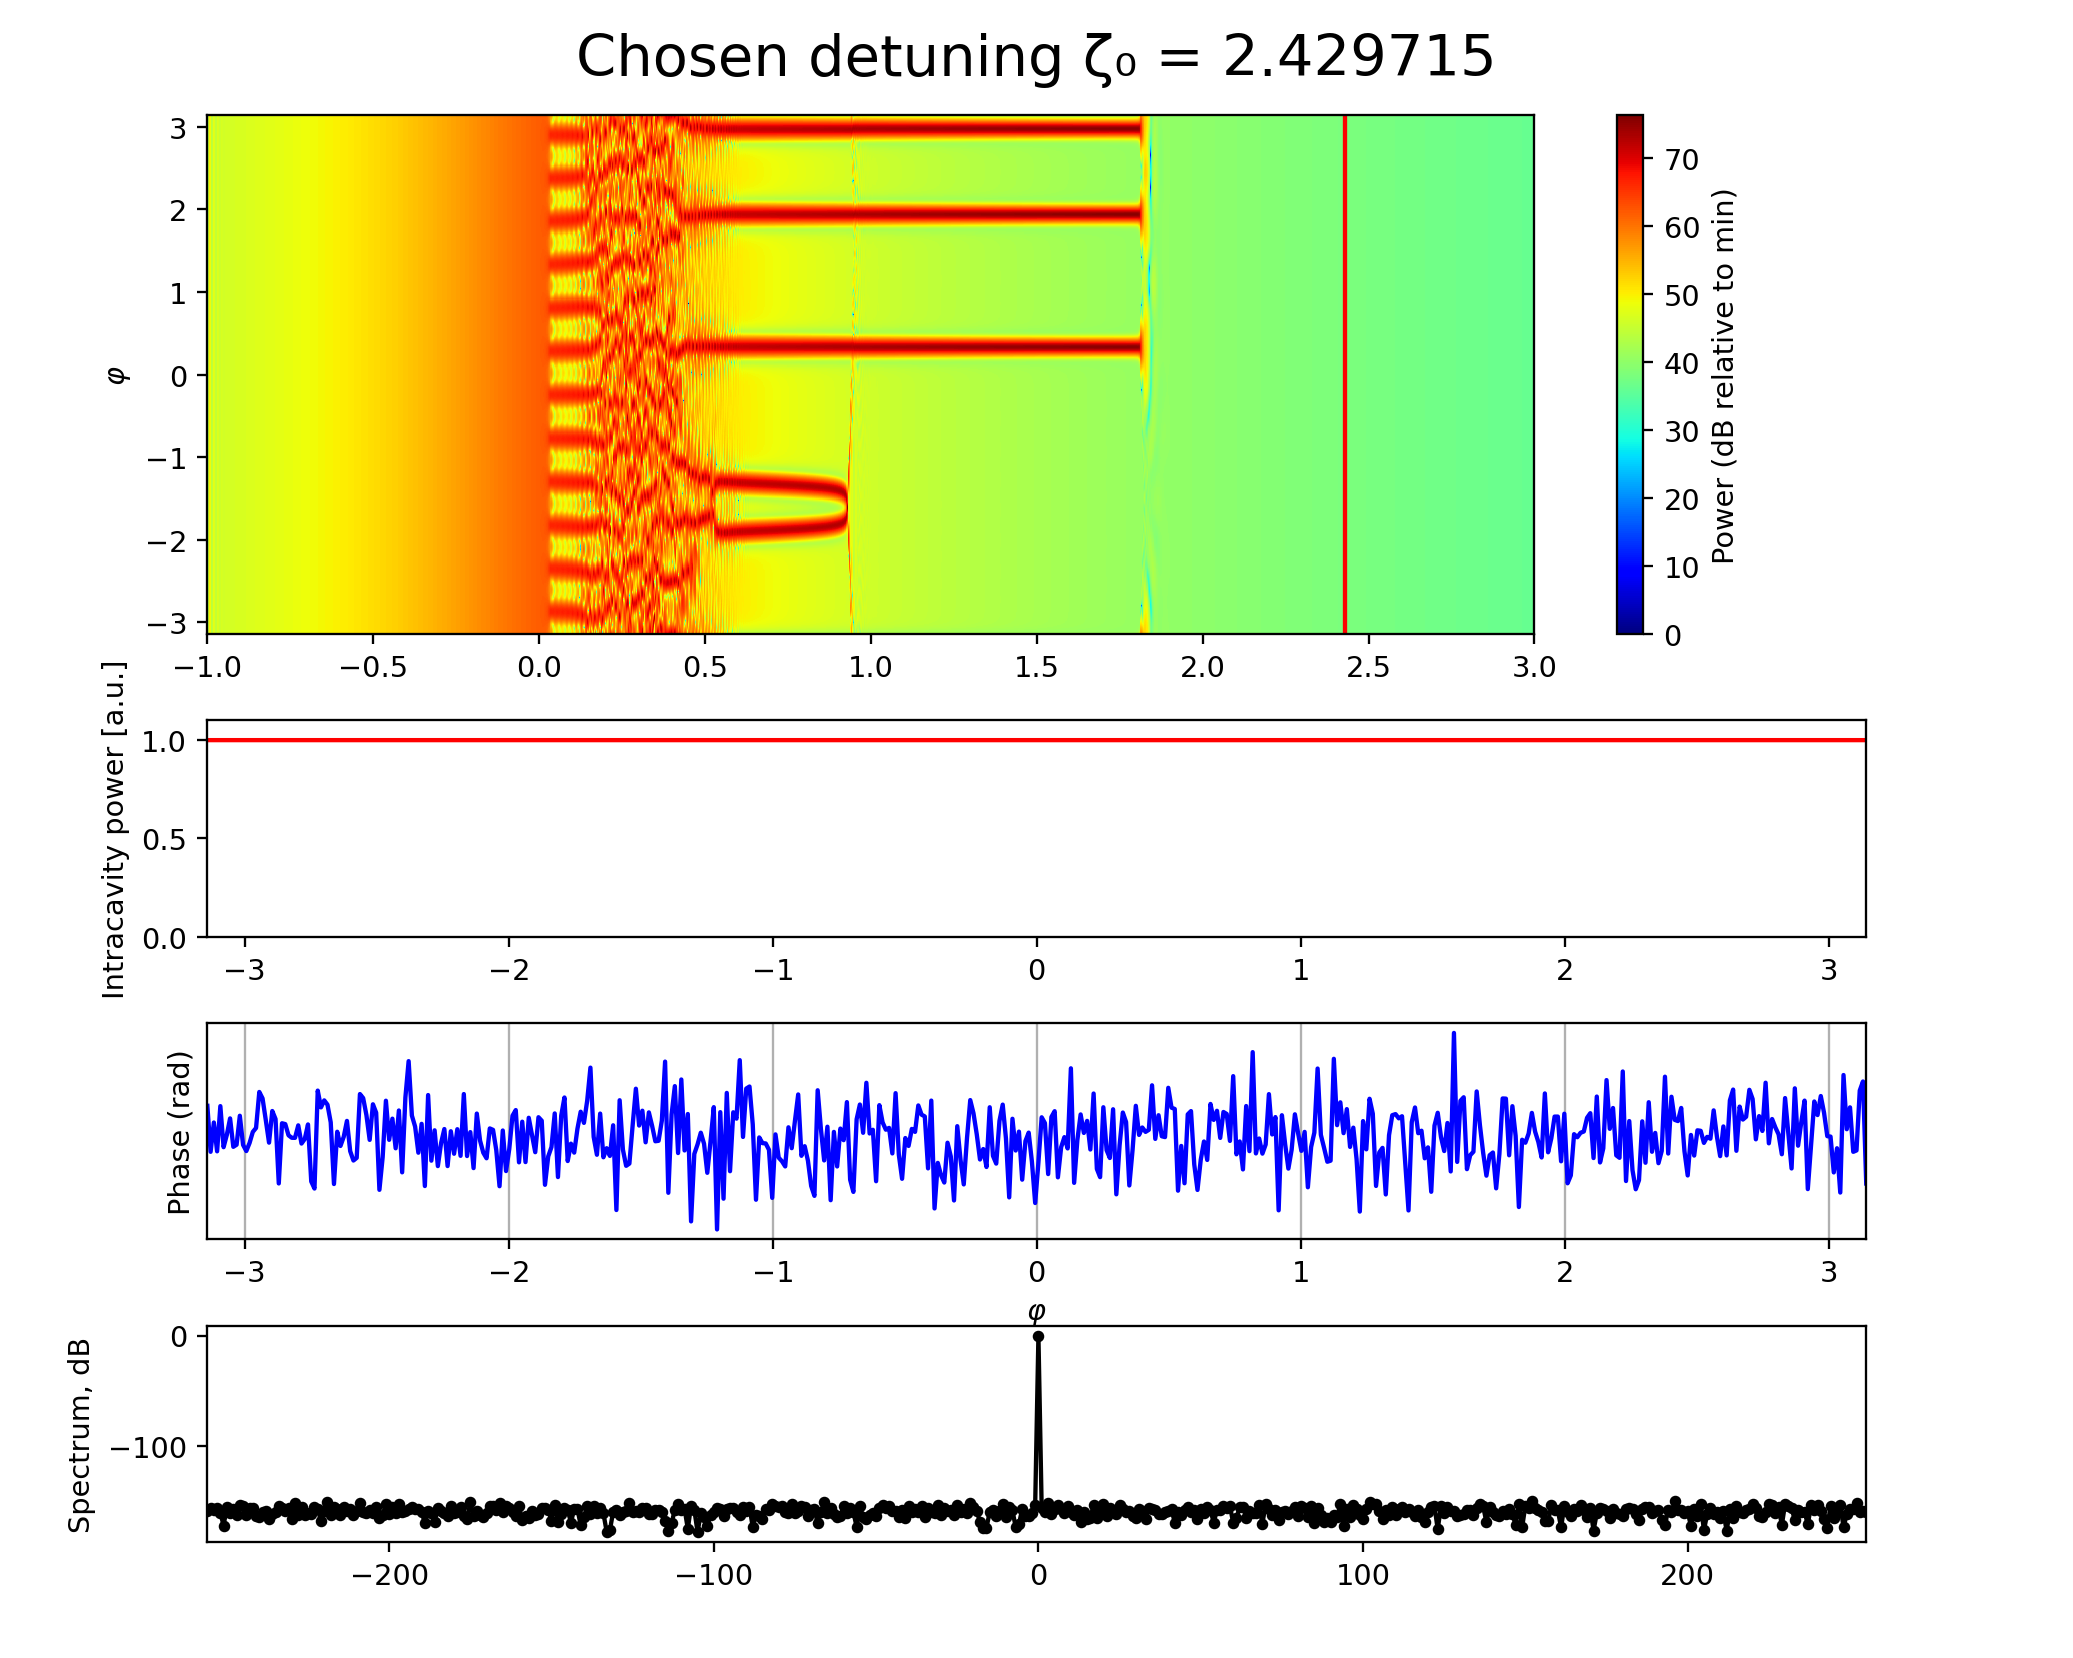 Chosen detuning ζ₀ = 2.429715
3
2
1
0
−1
−2
−3
φ
−1.0 −0.5 0.0 0.5 1.0 1.5 2.0 2.5 3.0
70
60
50
40
30
20
10
0
Power (dB relative to min)
Intracavity power [a.u.]
1.0
0.5
0.0
−3 −2 −1 0 1 2 3
Phase (rad)
−3 −2 −1 0 1 2 3
φ
Spectrum, dB
0
−100
−200 −100 0 100 200